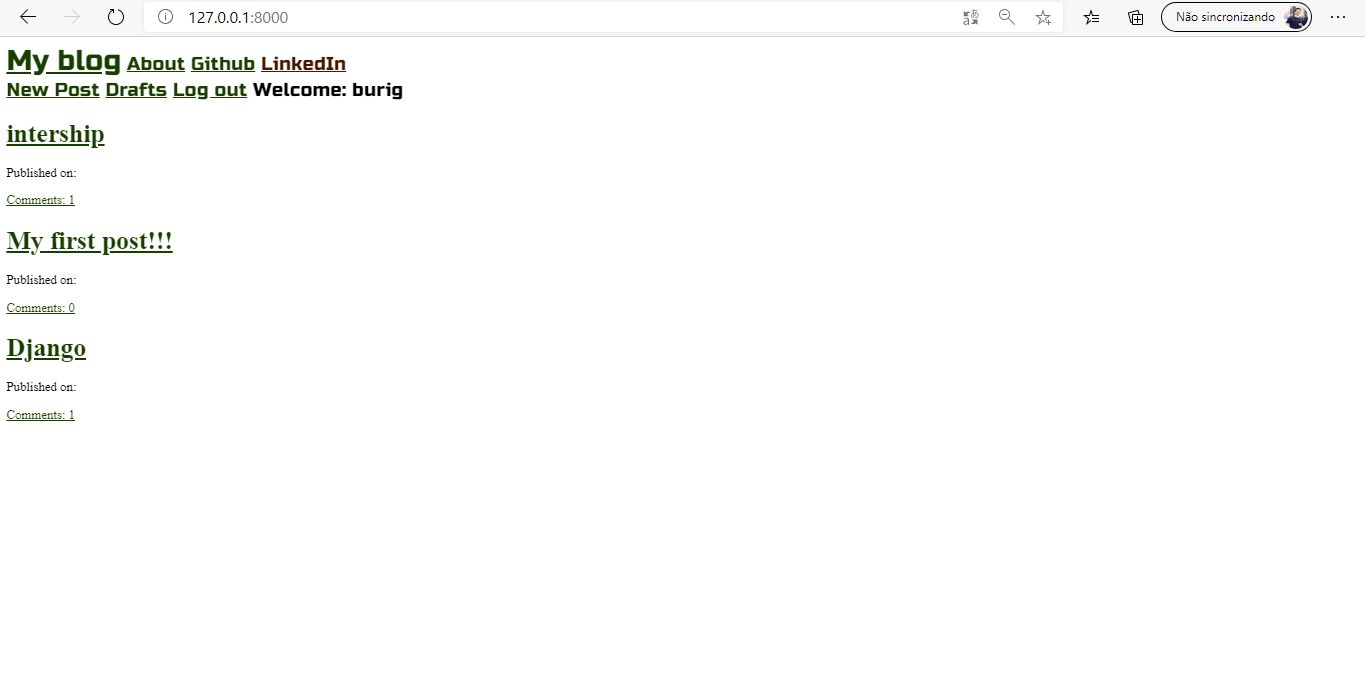 127.0.0.1:8000
Não sincronizando
My blog About Github LinkedIn
New Post Drafts Log out Welcome: burig
intership
Published on:
Comments: 1
My first post!!!
Published on:
Comments: 0
Django
Published on:
Comments: 1